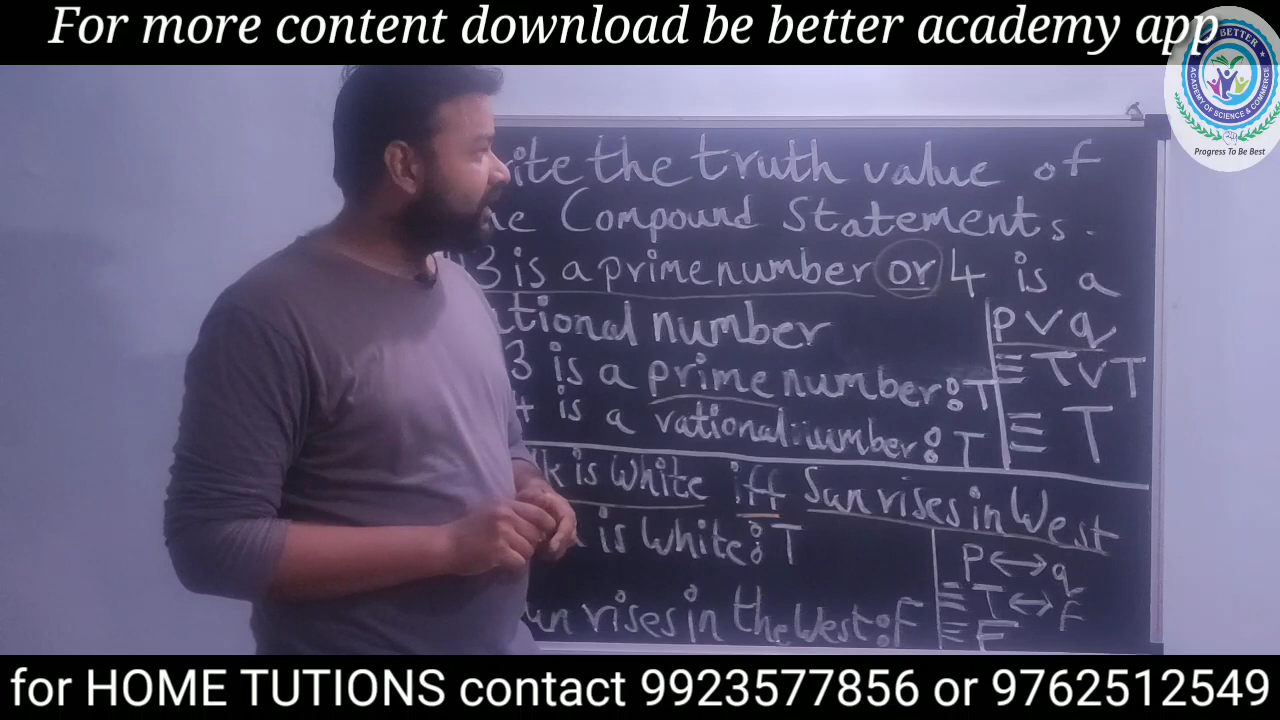 For more content download be better academy app
BETTER
ACADEMY OF SCIENCE & COMMERCE
Progress To Be Best
ite the truth value of
Compound Statements.
3 is a prime number or 4 is a
tional number
p ∨ q
3 is a prime number : T
≡ T ∨ T
4 is a rational number : T
≡ T
k is white iff Sun rises in West
is white : T
P ↔ q
≡ T ↔ F
un rises in the West : F
≡ F
for HOME TUTIONS contact 9923577856 or 9762512549